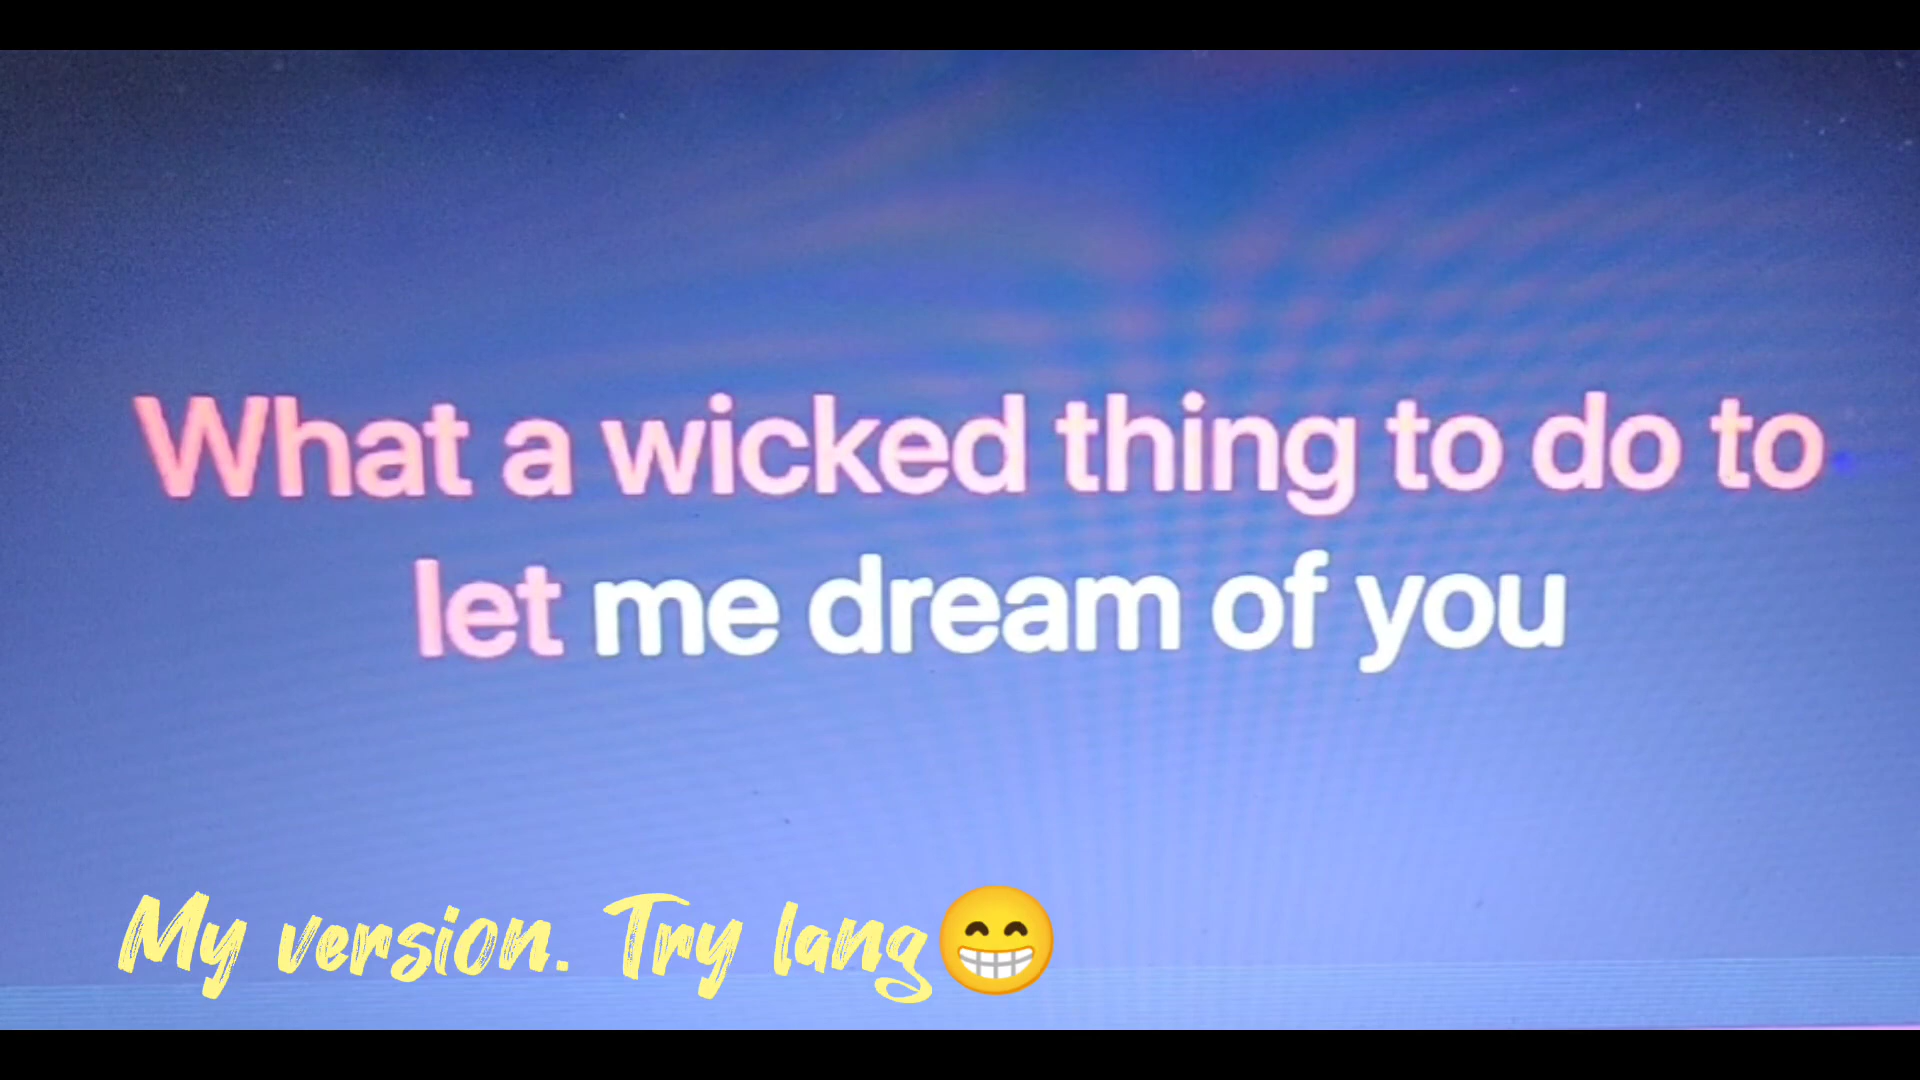 What a wicked thing to do to
let me dream of you
My version. Try lang😁